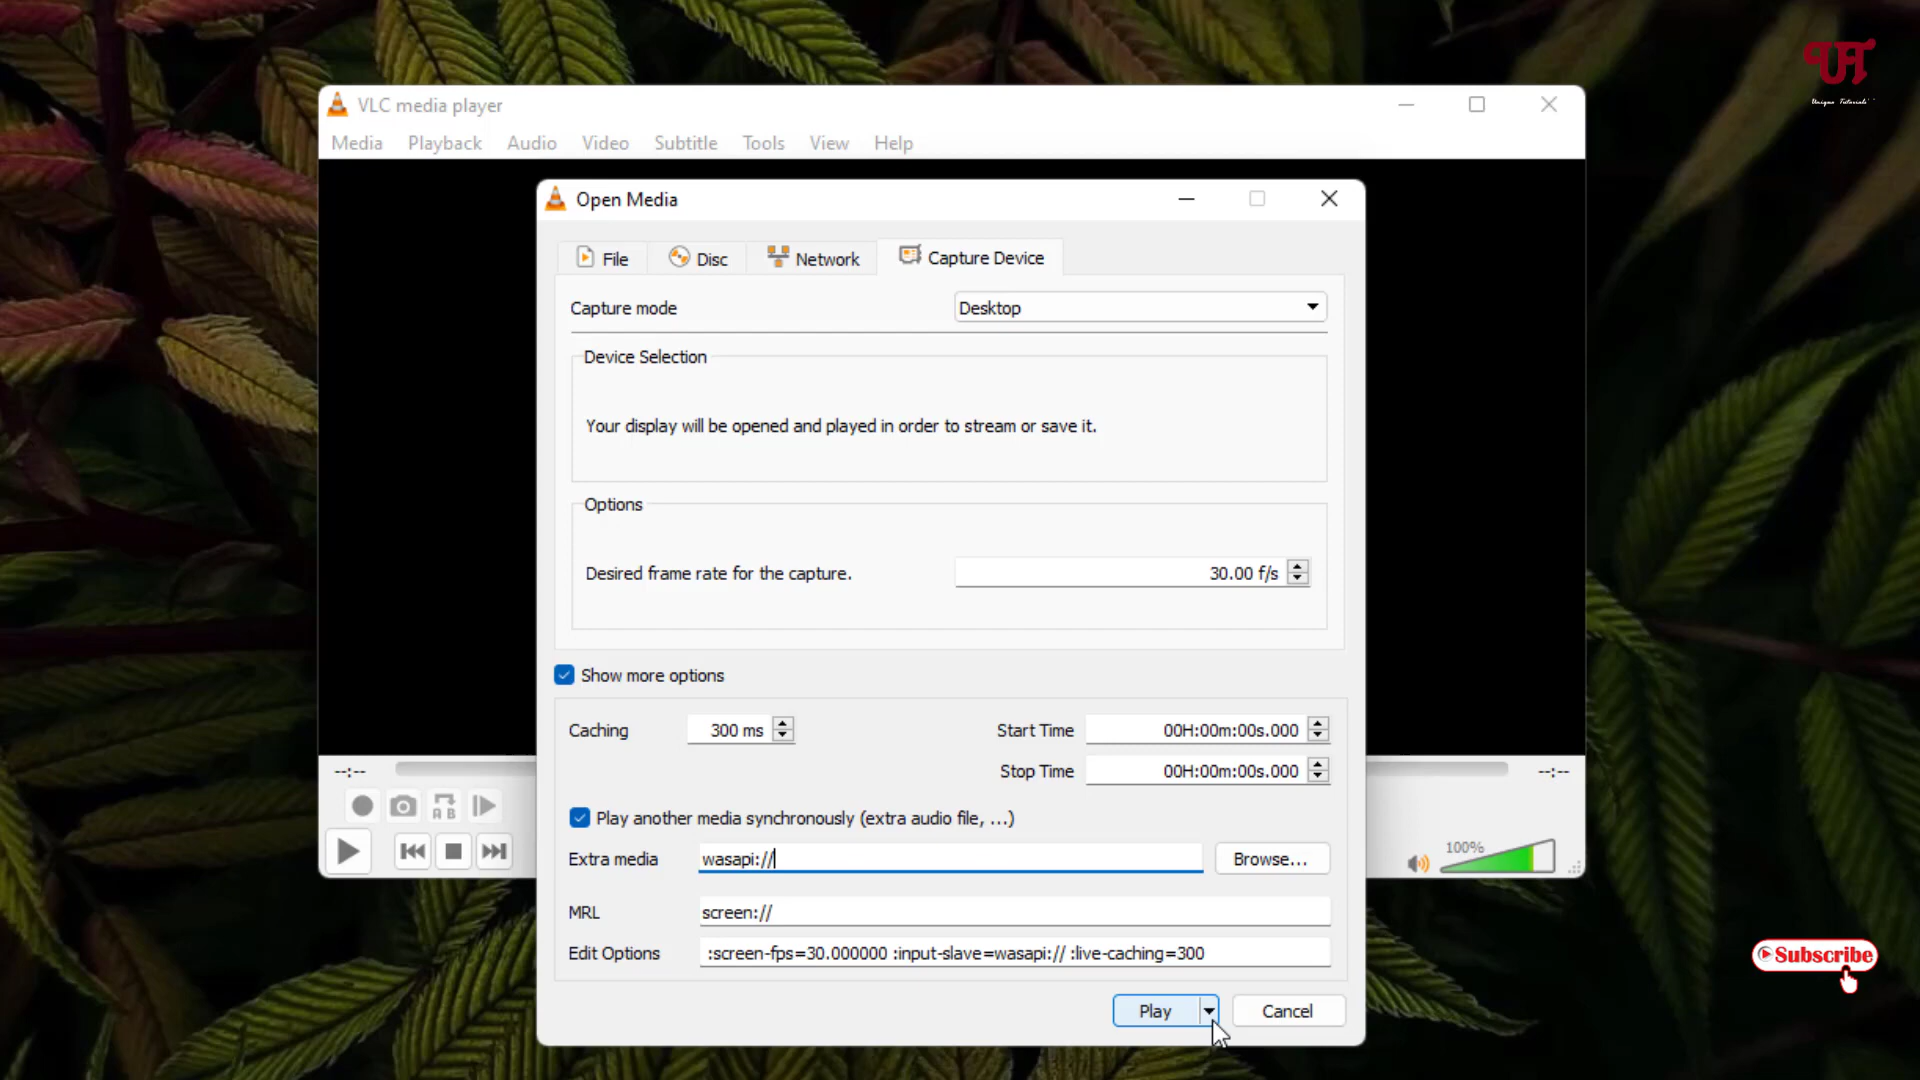 VLC media player
Media Playback Audio Video Subtitle Tools View Help
Open Media
File Disc Network Capture Device
Capture mode Desktop
Device Selection
Your display will be opened and played in order to stream or save it.
Options
Desired frame rate for the capture. 30.00 f/s
Show more options
Caching 300 ms Start Time 00H:00m:00s.000
Stop Time 00H:00m:00s.000
--:-- --:--
Play another media synchronously (extra audio file, ...)
Extra media wasapi:// Browse...
100%
MRL screen://
Edit Options :screen-fps=30.000000 :input-slave=wasapi:// :live-caching=300
Play Cancel
UT
Unique Tutorials
Subscribe
A B